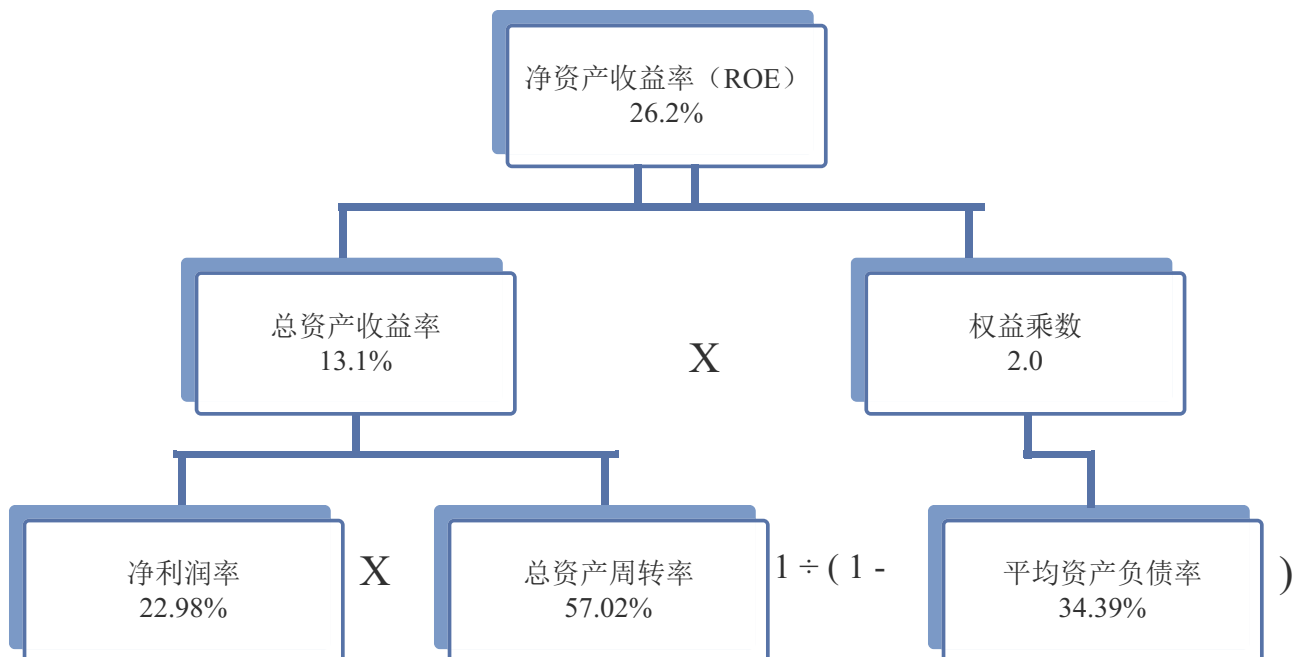 净资产收益率（ROE）
26.2%
总资产收益率
13.1%
X
权益乘数
2.0
净利润率
22.98%
X
总资产周转率
57.02%
1 ÷ ( 1 -
平均资产负债率
34.39%
)